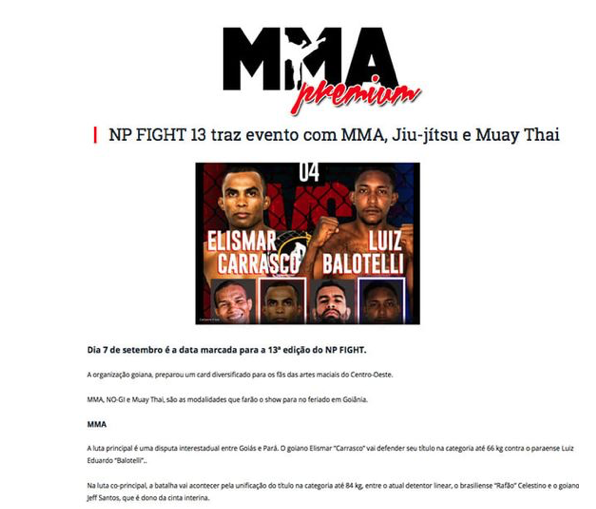 MMA
premium
NP FIGHT 13 traz evento com MMA, Jiu-jítsu e Muay Thai
04
VS
ELISMAR
CARRASCO
LUIZ
BALOTELLI
Dia 7 de setembro é a data marcada para a 13ª edição do NP FIGHT.
A organização goiana, preparou um card diversificado para os fãs das artes maciais do Centro-Oeste.
MMA, NO-GI e Muay Thai, são as modalidades que farão o show para no feriado em Goiânia.
MMA
A luta principal é uma disputa interestadual entre Goiás e Pará. O goiano Elismar “Carrasco” vai defender seu título na categoria até 66 kg contra o paraense Luiz
Eduardo “Balotelli”..
Na luta co-principal, a batalha vai acontecer pela unificação do título na categoria até 84 kg, entre o atual detentor linear, o brasiliense “Rafão” Celestino e o goiano
Jeff Santos, que é dono da cinta interina.